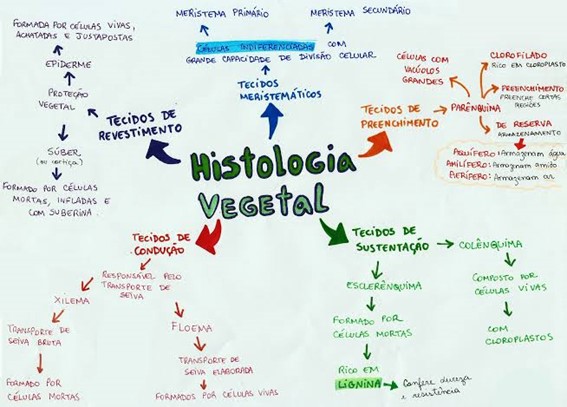 MERISTEMA PRIMÁRIO
MERISTEMA SECUNDÁRIO
CÉLULAS INDIFERENCIADAS COM
GRANDE CAPACIDADE DE DIVISÃO CELULAR.
TECIDOS
MERISTEMÁTICOS
FORMADA POR CÉLULAS VIVAS,
ACHATADAS E JUSTAPOSTAS
EPIDERME
PROTEÇÃO
VEGETAL
TECIDOS DE
REVESTIMENTO
SÚBER
(ou cortiça)
FORMADO POR CÉLULAS
MORTAS, INFLADAS E
COM SUBERINA.
Histologia
VEGETAL
TECIDOS DE
PREENCHIMENTO
PARÊNQUIMA
CÉLULAS COM
VACÚOLOS
GRANDES
CLOROFILADO
RICO EM CLOROPLASTO
PREENCHIMENTO
PREENCHE CERTAS
REGIÕES
DE RESERVA
ARMAZENAMENTO
AQUÍFERO: Armazenam água
AMILÍFERO: Armazenam amido
AERÍFERO: Armazenam ar
TECIDOS DE
CONDUÇÃO
RESPONSÁVEL PELO
TRANSPORTE DE
SEIVA
XILEMA
TRANSPORTE DE
SEIVA BRUTA
FORMADO POR
CÉLULAS MORTAS.
FLOEMA
TRANSPORTE DE
SEIVA ELABORADA
FORMADOS POR CÉLULAS VIVAS
TECIDOS DE
SUSTENTAÇÃO
COLÊNQUIMA
COMPOSTO POR
CÉLULAS VIVAS
COM
CLOROPLASTOS
ESCLERÊNQUIMA
FORMADO POR
CÉLULAS MORTAS
RICO EM
LIGNINA
Confere dureza
e resistência